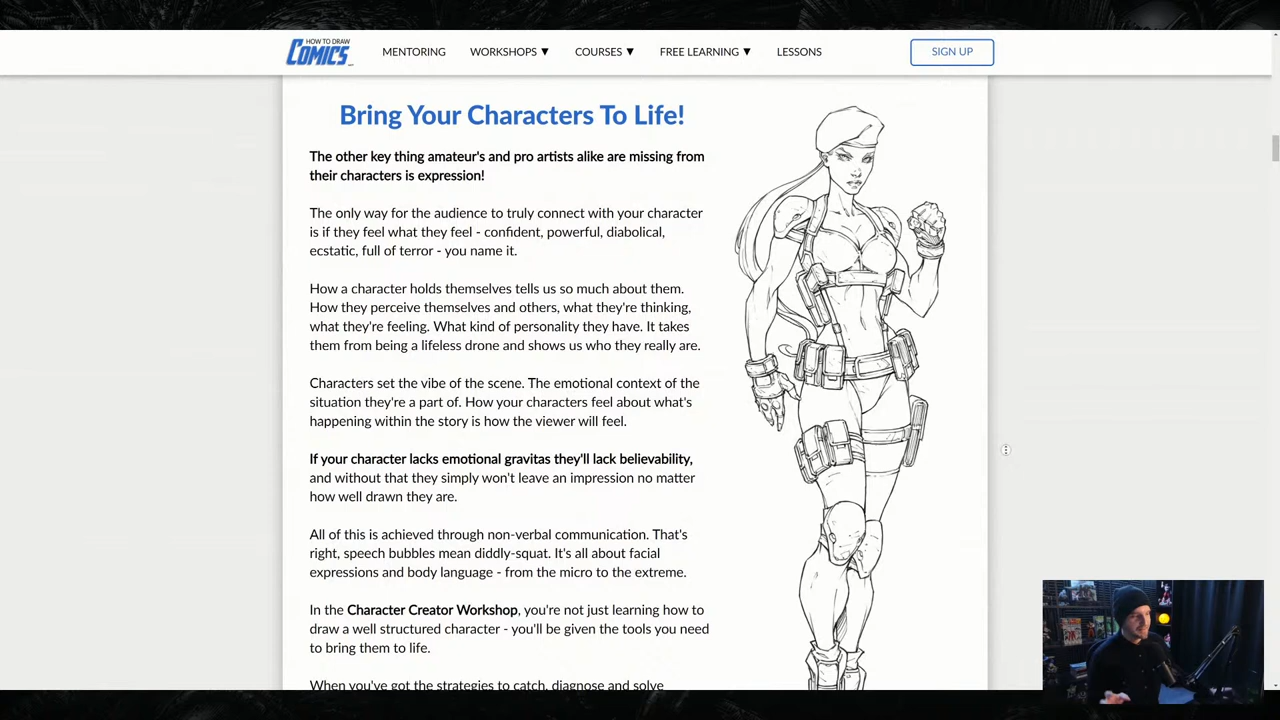 HOW TO DRAW
COMICS
MENTORING
WORKSHOPS ▼
COURSES ▼
FREE LEARNING ▼
LESSONS
SIGN UP
Bring Your Characters To Life!
The other key thing amateur's and pro artists alike are missing from
their characters is expression!
The only way for the audience to truly connect with your character
is if they feel what they feel - confident, powerful, diabolical,
ecstatic, full of terror - you name it.
How a character holds themselves tells us so much about them.
How they perceive themselves and others, what they're thinking,
what they're feeling. What kind of personality they have. It takes
them from being a lifeless drone and shows us who they really are.
Characters set the vibe of the scene. The emotional context of the
situation they're a part of. How your characters feel about what's
happening within the story is how the viewer will feel.
If your character lacks emotional gravitas they'll lack believability,
and without that they simply won't leave an impression no matter
how well drawn they are.
All of this is achieved through non-verbal communication. That's
right, speech bubbles mean diddly-squat. It's all about facial
expressions and body language - from the micro to the extreme.
In the Character Creator Workshop, you're not just learning how to
draw a well structured character - you'll be given the tools you need
to bring them to life.
When you've got the strategies to catch, diagnose and solve